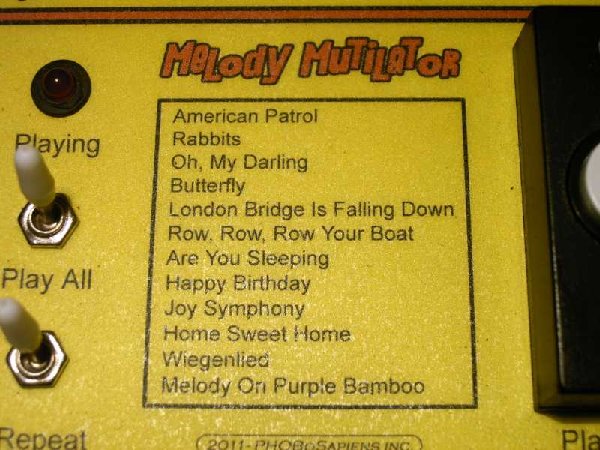 MeLoDy MuTiLaToR
Playing
American Patrol
Rabbits
Oh, My Darling
Butterfly
London Bridge Is Falling Down
Row, Row, Row Your Boat
Are You Sleeping
Happy Birthday
Joy Symphony
Home Sweet Home
Wiegenlied
Melody On Purple Bamboo
Play All
Repeat
2011-PHOBoSAPIENS INC.
Pla